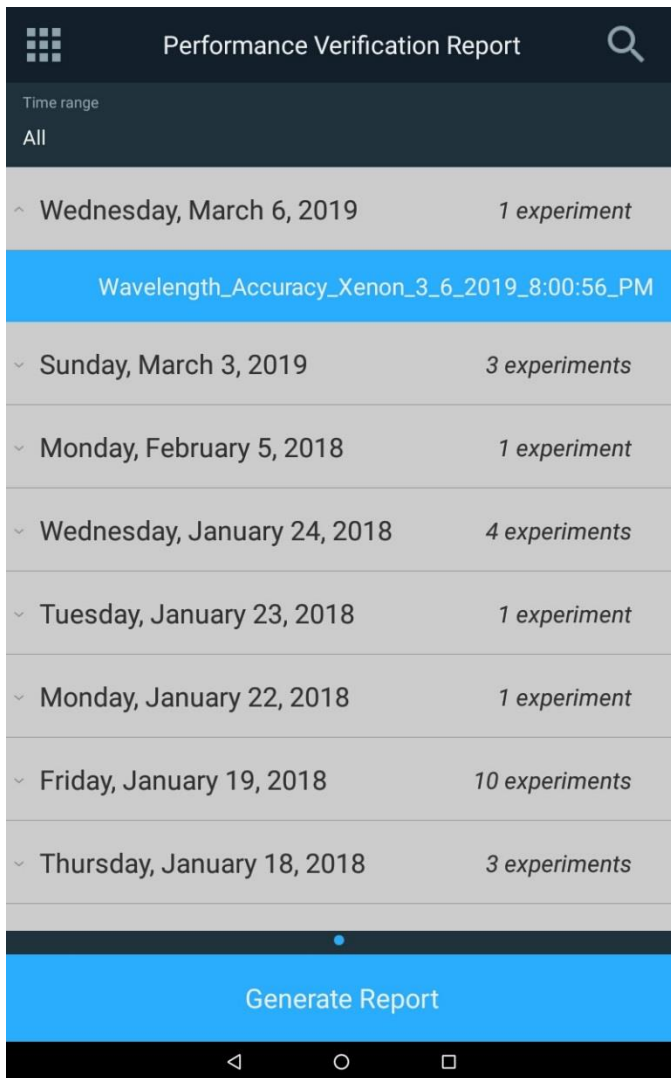 Performance Verification Report
Time range
All
Wednesday, March 6, 2019 1 experiment
Wavelength_Accuracy_Xenon_3_6_2019_8:00:56_PM
Sunday, March 3, 2019 3 experiments
Monday, February 5, 2018 1 experiment
Wednesday, January 24, 2018 4 experiments
Tuesday, January 23, 2018 1 experiment
Monday, January 22, 2018 1 experiment
Friday, January 19, 2018 10 experiments
Thursday, January 18, 2018 3 experiments
Generate Report